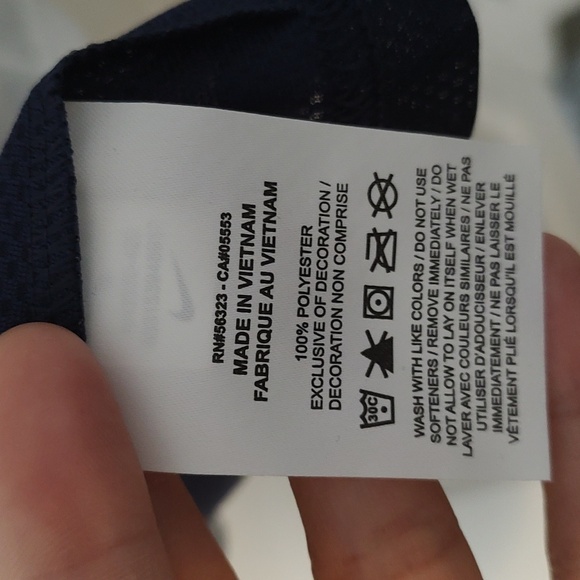 RN#56323 - CA#05553
MADE IN VIETNAM
FABRIQUE AU VIETNAM
100% POLYESTER
EXCLUSIVE OF DECORATION /
DECORATION NON COMPRISE
30C
WASH WITH LIKE COLORS / DO NOT USE
SOFTENERS / REMOVE IMMEDIATELY / DO
NOT ALLOW TO LAY ON ITSELF WHEN WET
LAVER AVEC COULEURS SIMILAIRES / NE PAS
UTILISER D'ADOUCISSEUR / ENLEVER
IMMEDIATEMENT / NE PAS LAISSER LE
VÊTEMENT PLIÉ LORSQU'IL EST MOUILLÉ